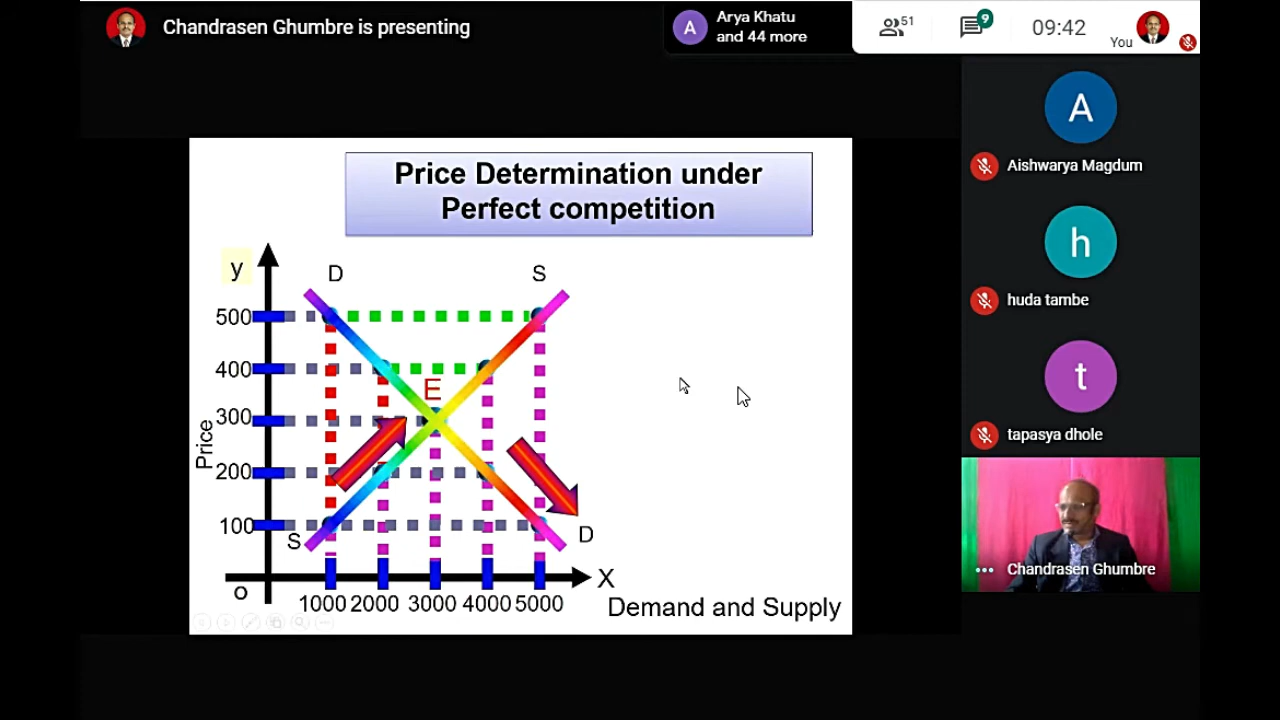 Chandrasen Ghumbre is presenting
A
Arya Khatu
and 44 more
51
9
09:42
You
A
Aishwarya Magdum
h
huda tambe
t
tapasya dhole
Chandrasen Ghumbre
Price Determination under
Perfect competition
y
D
S
500
400
E
300
Price
200
100
S
D
o
X
1000 2000 3000 4000 5000
Demand and Supply